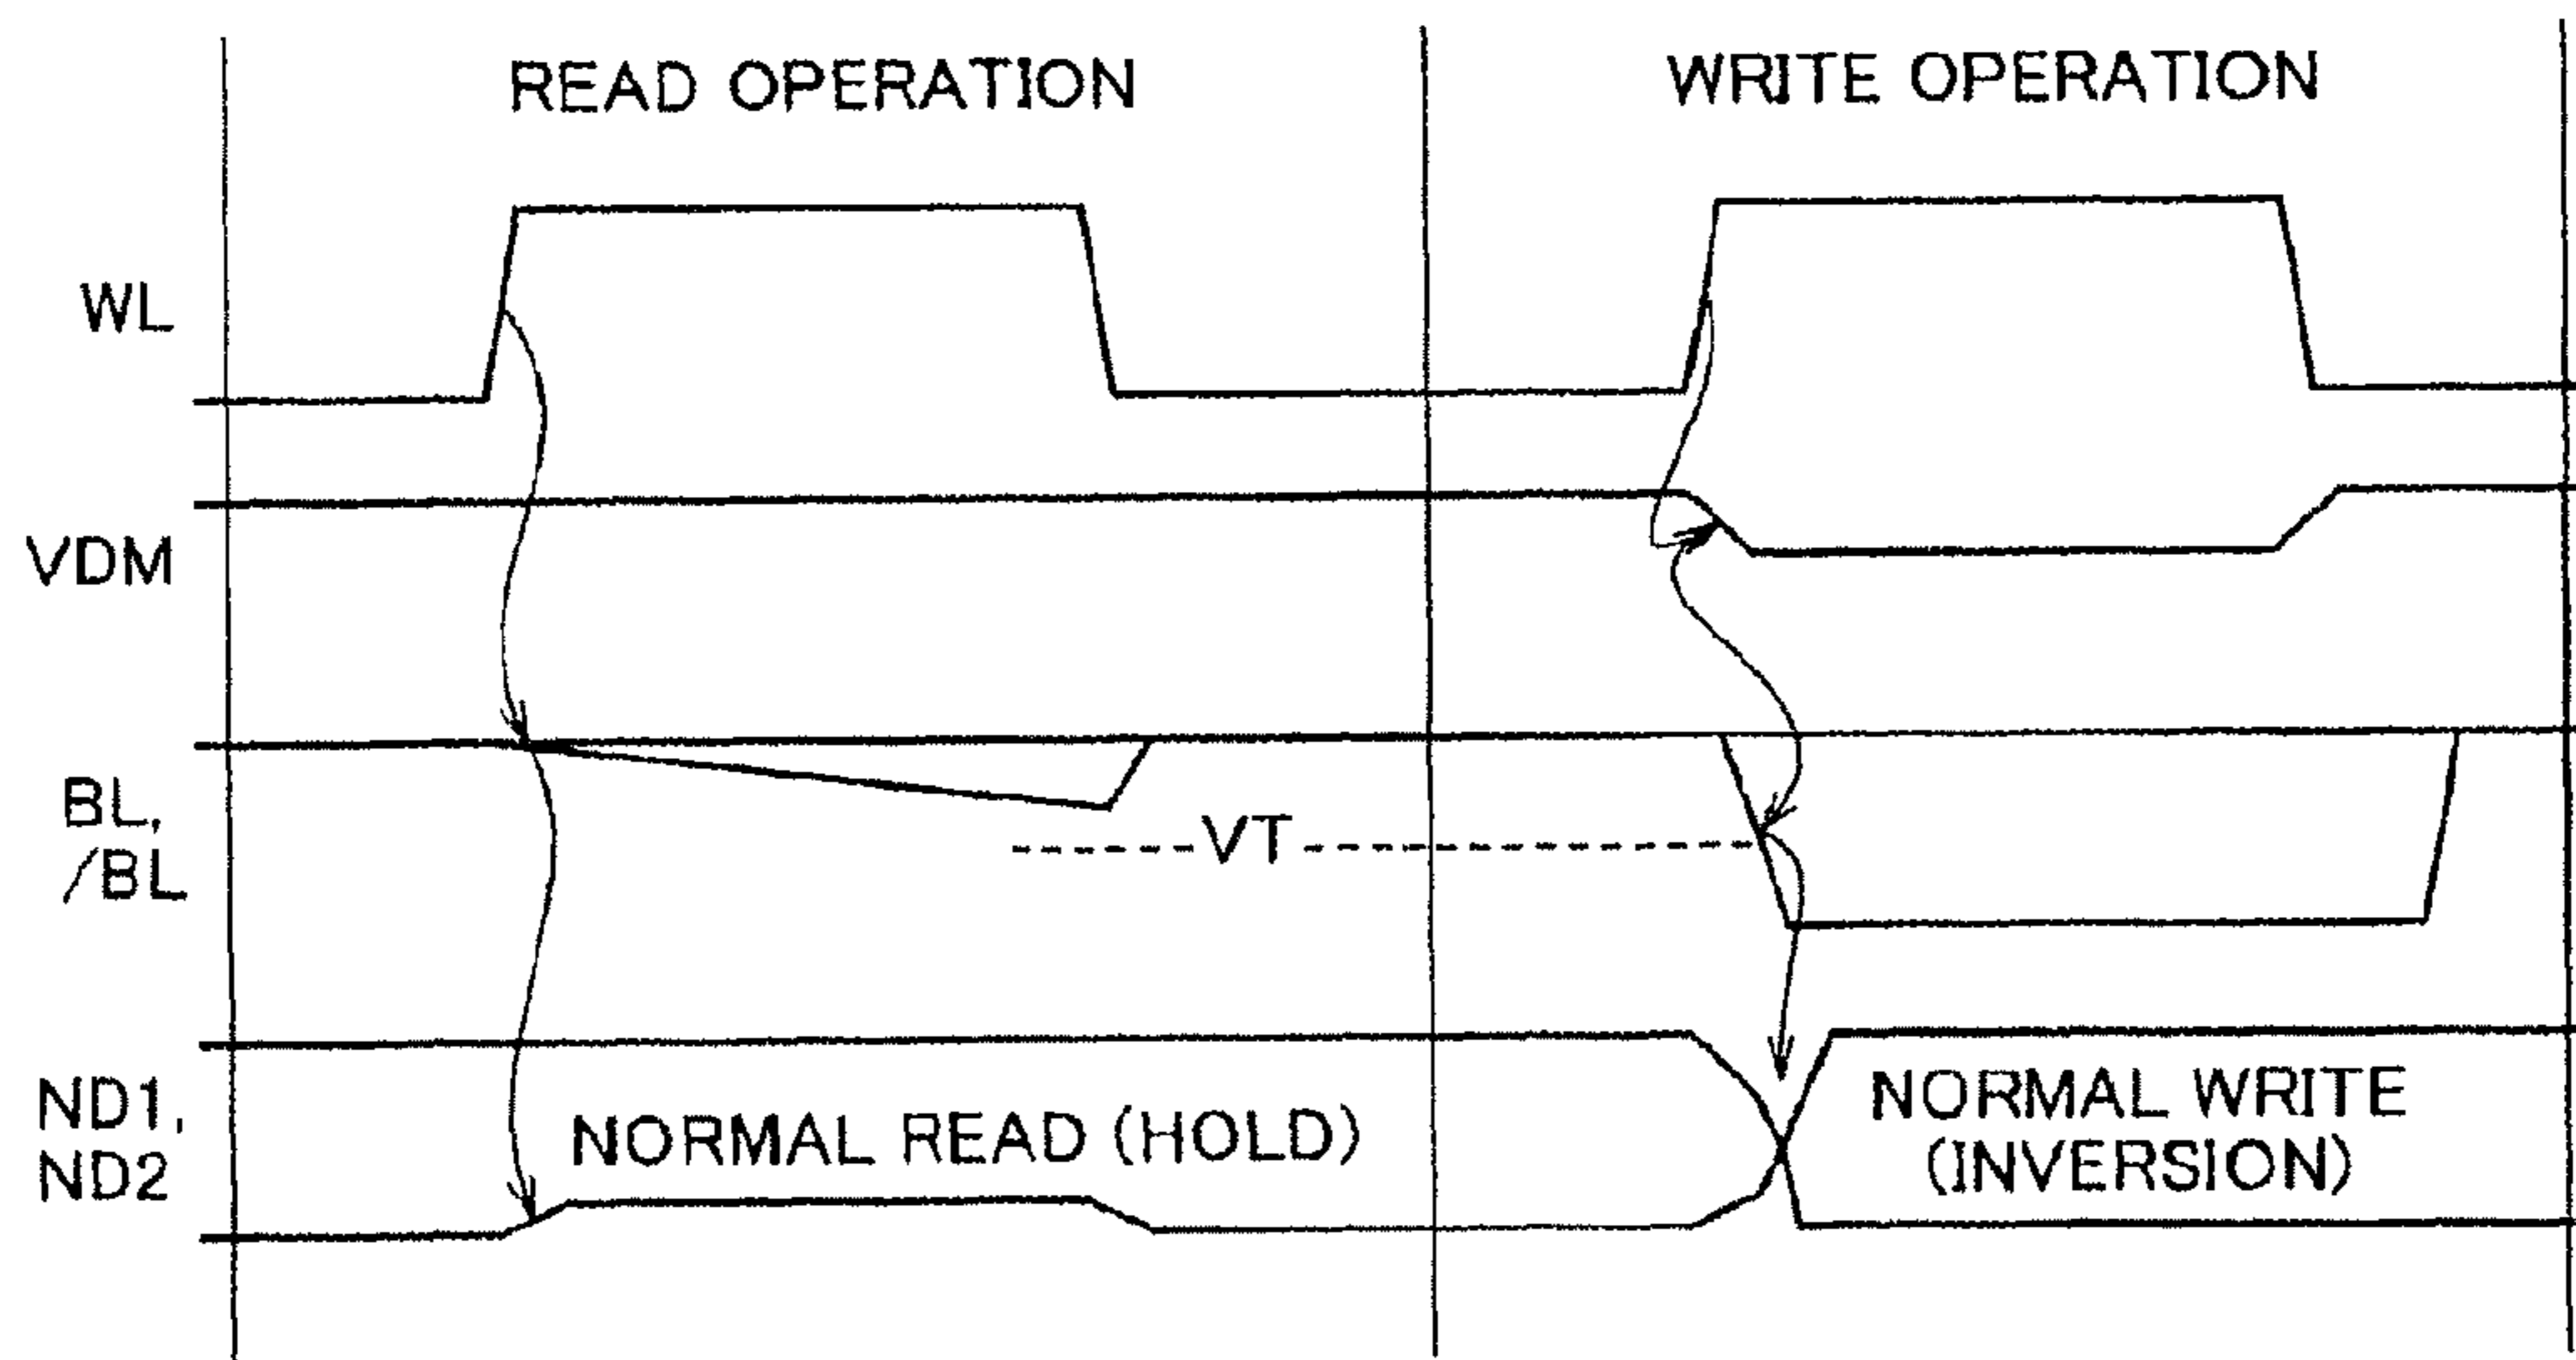 READ OPERATION
WRITE OPERATION
WL
VDM
BL,
/BL
VT
ND1,
ND2
NORMAL READ (HOLD)
NORMAL WRITE
(INVERSION)